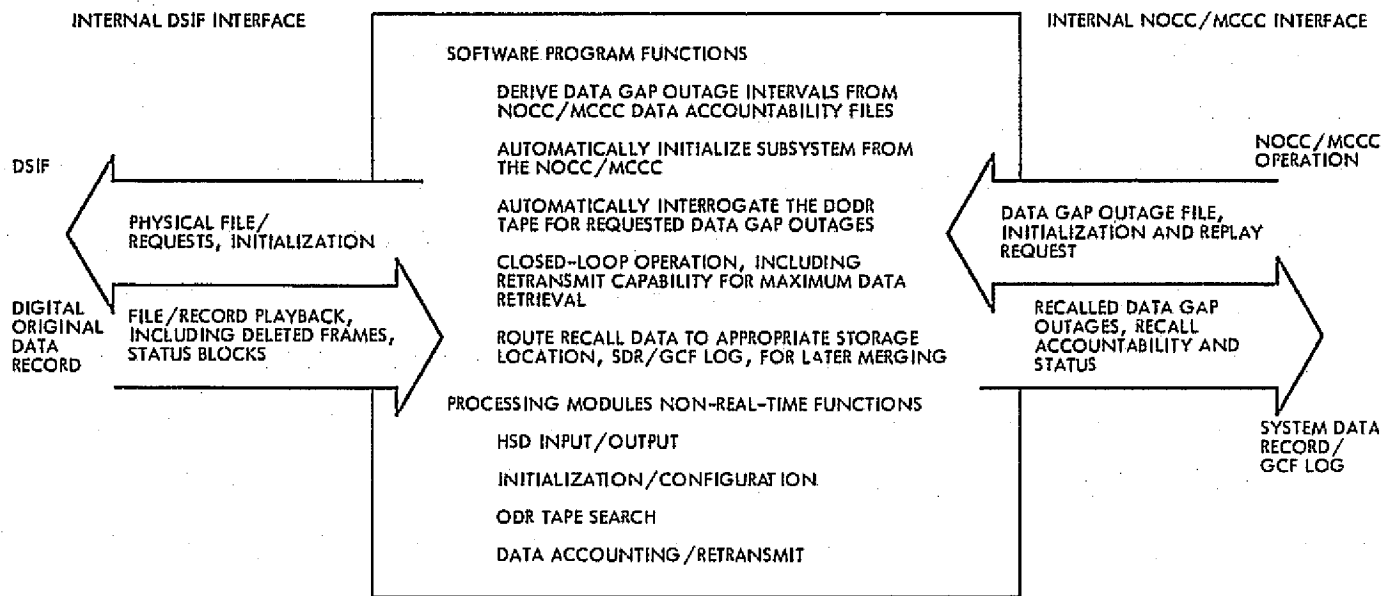 INTERNAL DSIF INTERFACE
INTERNAL NOCC/MCCC INTERFACE
SOFTWARE PROGRAM FUNCTIONS
DERIVE DATA GAP OUTAGE INTERVALS FROM
NOCC/MCCC DATA ACCOUNTABILITY FILES
AUTOMATICALLY INITIALIZE SUBSYSTEM FROM
THE NOCC/MCCC
AUTOMATICALLY INTERROGATE THE DODR
TAPE FOR REQUESTED DATA GAP OUTAGES
CLOSED-LOOP OPERATION, INCLUDING
RETRANSMIT CAPABILITY FOR MAXIMUM DATA
RETRIEVAL
ROUTE RECALL DATA TO APPROPRIATE STORAGE
LOCATION, SDR/GCF LOG, FOR LATER MERGING
PROCESSING MODULES NON-REAL-TIME FUNCTIONS
HSD INPUT/OUTPUT
INITIALIZATION/CONFIGURATION
ODR TAPE SEARCH
DATA ACCOUNTING/RETRANSMIT
DSIF
PHYSICAL FILE/
REQUESTS, INITIALIZATION
DIGITAL
ORIGINAL
DATA
RECORD
FILE/RECORD PLAYBACK,
INCLUDING DELETED FRAMES,
STATUS BLOCKS
NOCC/MCCC
OPERATION
DATA GAP OUTAGE FILE,
INITIALIZATION AND REPLAY
REQUEST
RECALLED DATA GAP
OUTAGES, RECALL
ACCOUNTABILITY AND
STATUS
SYSTEM DATA
RECORD/
GCF LOG